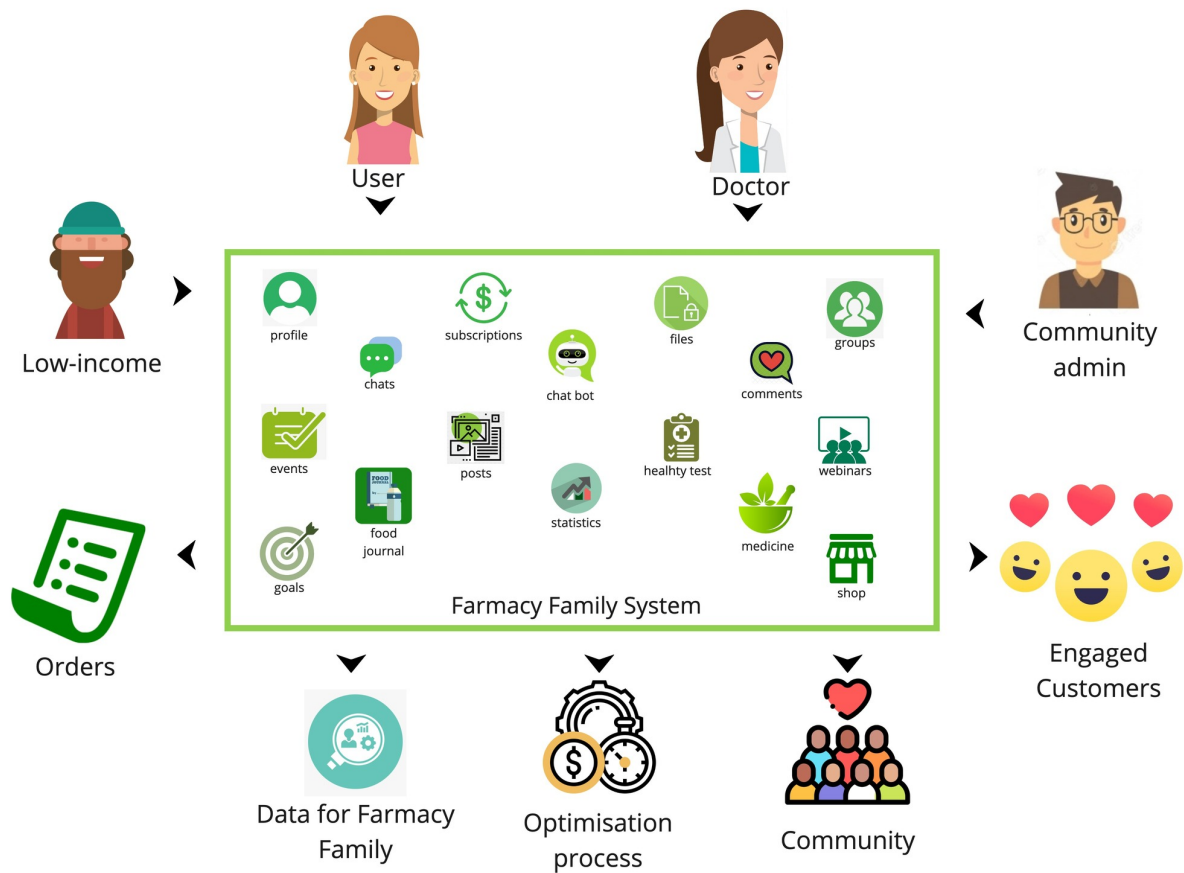 User
Doctor
Low-income
Community
admin
profile
subscriptions
files
groups
chats
chat bot
comments
events
posts
healhty test
webinars
FOOD
JOURNAL
food
journal
statistics
medicine
goals
shop
Farmacy Family System
Orders
Engaged
Customers
Data for Farmacy
Family
Optimisation
process
Community